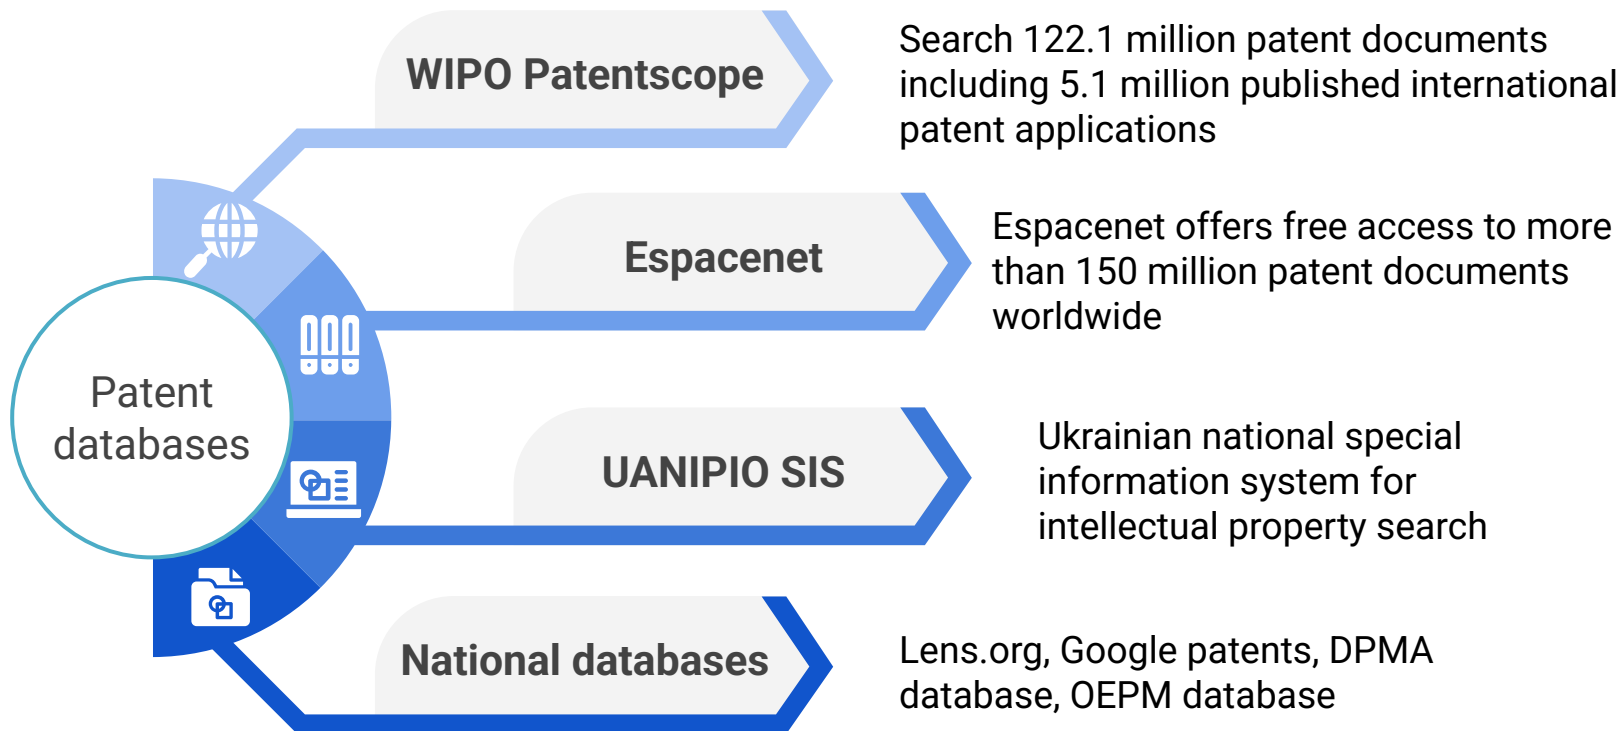 Patent
databases
WIPO Patentscope
Search 122.1 million patent documents
including 5.1 million published international
patent applications
Espacenet
Espacenet offers free access to more
than 150 million patent documents
worldwide
UANIPIO SIS
Ukrainian national special
information system for
intellectual property search
National databases
Lens.org, Google patents, DPMA
database, OEPM database